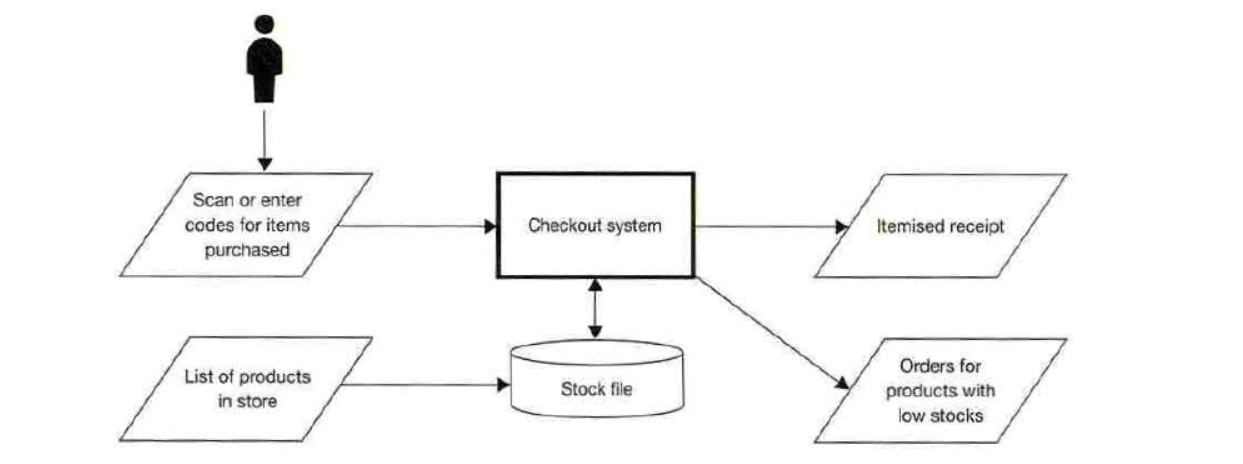 Scan or enter
codes for items
purchased
Checkout system
Itemised receipt
List of products
in store
Stock file
Orders for
products with
low stocks